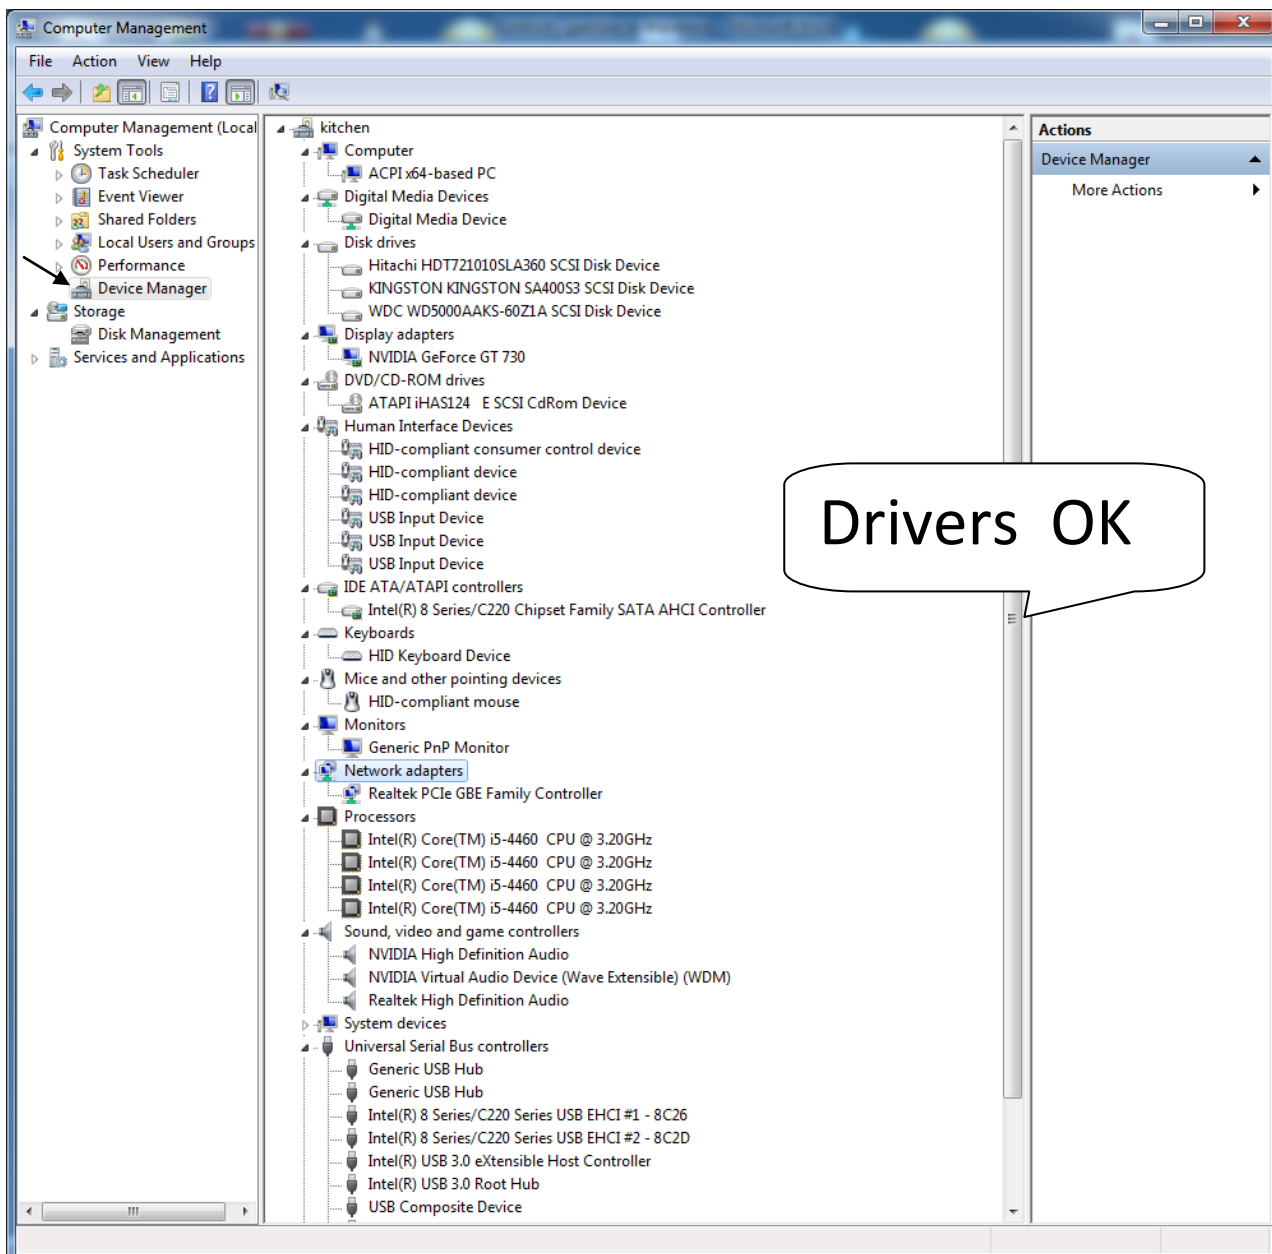 Computer Management
File Action View Help
Computer Management (Local
System Tools
Task Scheduler
Event Viewer
Shared Folders
Local Users and Groups
Performance
Device Manager
Storage
Disk Management
Services and Applications
kitchen
Computer
ACPI x64-based PC
Digital Media Devices
Digital Media Device
Disk drives
Hitachi HDT721010SLA360 SCSI Disk Device
KINGSTON KINGSTON SA400S3 SCSI Disk Device
WDC WD5000AAKS-60Z1A SCSI Disk Device
Display adapters
NVIDIA GeForce GT 730
DVD/CD-ROM drives
ATAPI iHAS124 E SCSI CdRom Device
Human Interface Devices
HID-compliant consumer control device
HID-compliant device
HID-compliant device
USB Input Device
USB Input Device
USB Input Device
IDE ATA/ATAPI controllers
Intel(R) 8 Series/C220 Chipset Family SATA AHCI Controller
Keyboards
HID Keyboard Device
Mice and other pointing devices
HID-compliant mouse
Monitors
Generic PnP Monitor
Network adapters
Realtek PCIe GBE Family Controller
Processors
Intel(R) Core(TM) i5-4460 CPU @ 3.20GHz
Intel(R) Core(TM) i5-4460 CPU @ 3.20GHz
Intel(R) Core(TM) i5-4460 CPU @ 3.20GHz
Intel(R) Core(TM) i5-4460 CPU @ 3.20GHz
Sound, video and game controllers
NVIDIA High Definition Audio
NVIDIA Virtual Audio Device (Wave Extensible) (WDM)
Realtek High Definition Audio
System devices
Universal Serial Bus controllers
Generic USB Hub
Generic USB Hub
Intel(R) 8 Series/C220 Series USB EHCI #1 - 8C26
Intel(R) 8 Series/C220 Series USB EHCI #2 - 8C2D
Intel(R) USB 3.0 eXtensible Host Controller
Intel(R) USB 3.0 Root Hub
USB Composite Device
Actions
Device Manager
More Actions
Drivers OK